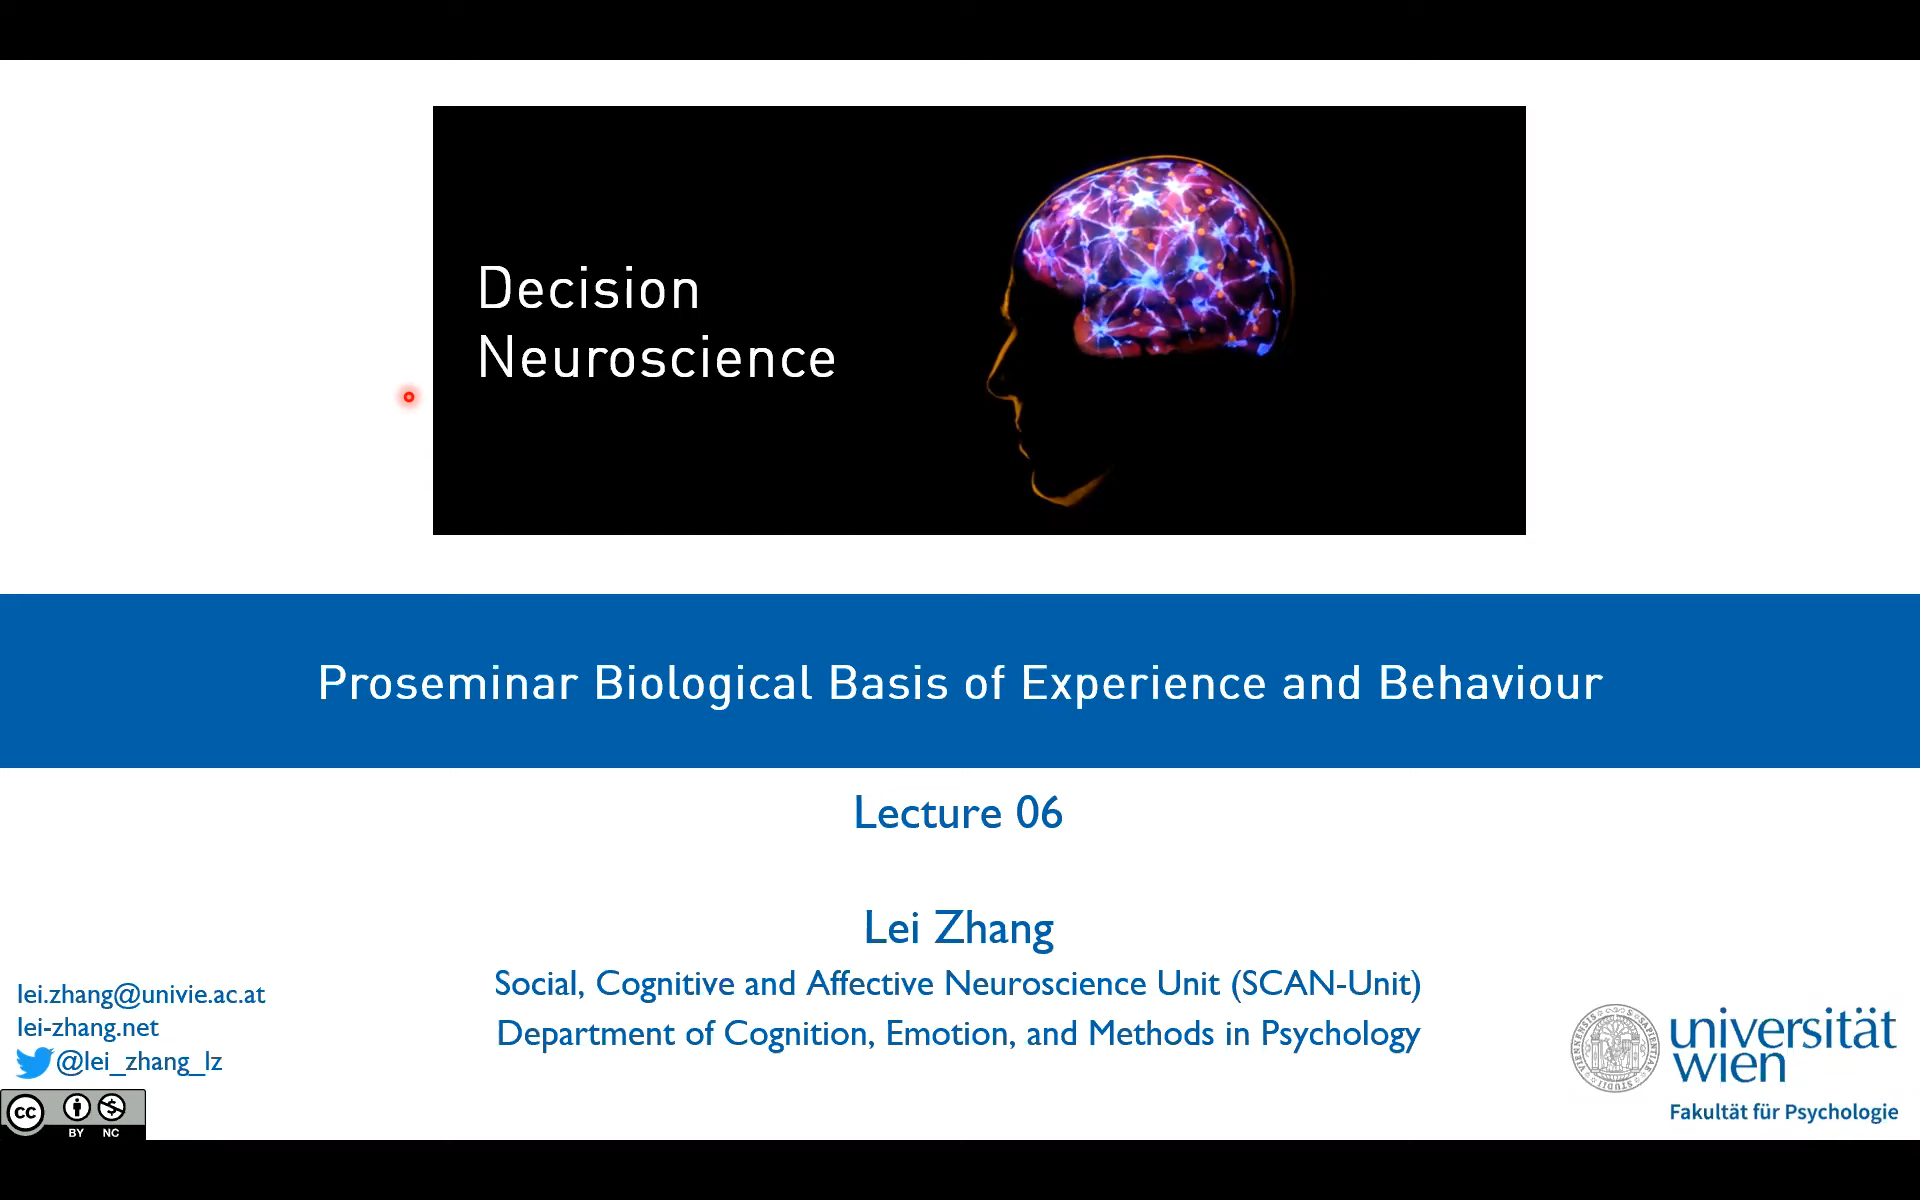 Decision
Neuroscience
Proseminar Biological Basis of Experience and Behaviour
Lecture 06
Lei Zhang
Social, Cognitive and Affective Neuroscience Unit (SCAN-Unit)
Department of Cognition, Emotion, and Methods in Psychology
lei.zhang@univie.ac.at
lei-zhang.net
@lei_zhang_lz
cc
BY NC
universität
wien
Fakultät für Psychologie